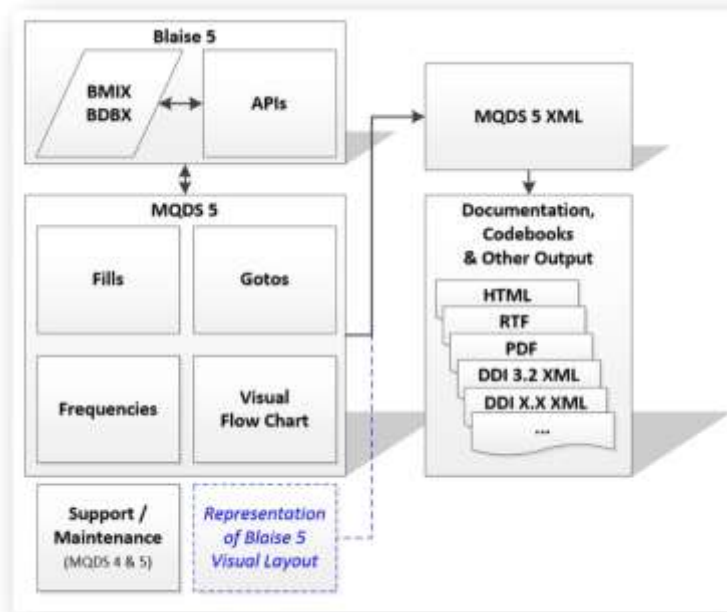 Blaise 5
BMIX
BDBX
APIs
MQDS 5
Fills
Gotos
Frequencies
Visual
Flow Chart
Support /
Maintenance
(MQDS 4 & 5)
Representation
of Blaise 5
Visual Layout
MQDS 5 XML
Documentation,
Codebooks
& Other Output
HTML
RTF
PDF
DDI 3.2 XML
DDI X.X XML
...